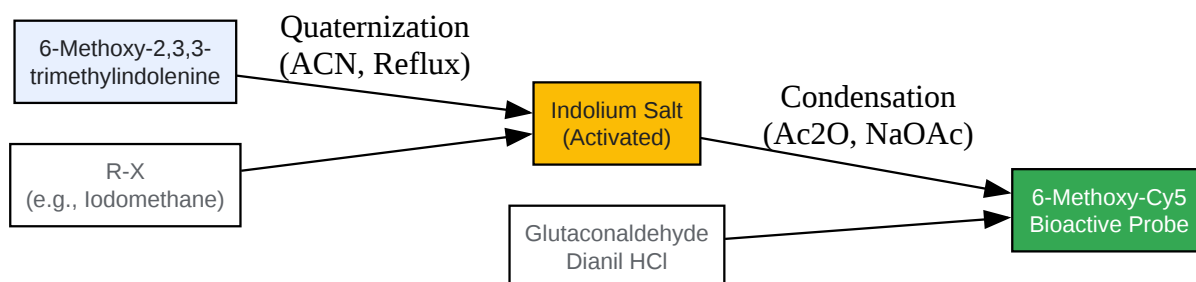 6-Methoxy-2,3,3-
trimethylindolenine
Quaternization
(ACN, Reflux)
R-X
(e.g., Iodomethane)
Indolium Salt
(Activated)
Condensation
(Ac2O, NaOAc)
Glutaconaldehyde
Dianil HCl
6-Methoxy-Cy5
Bioactive Probe